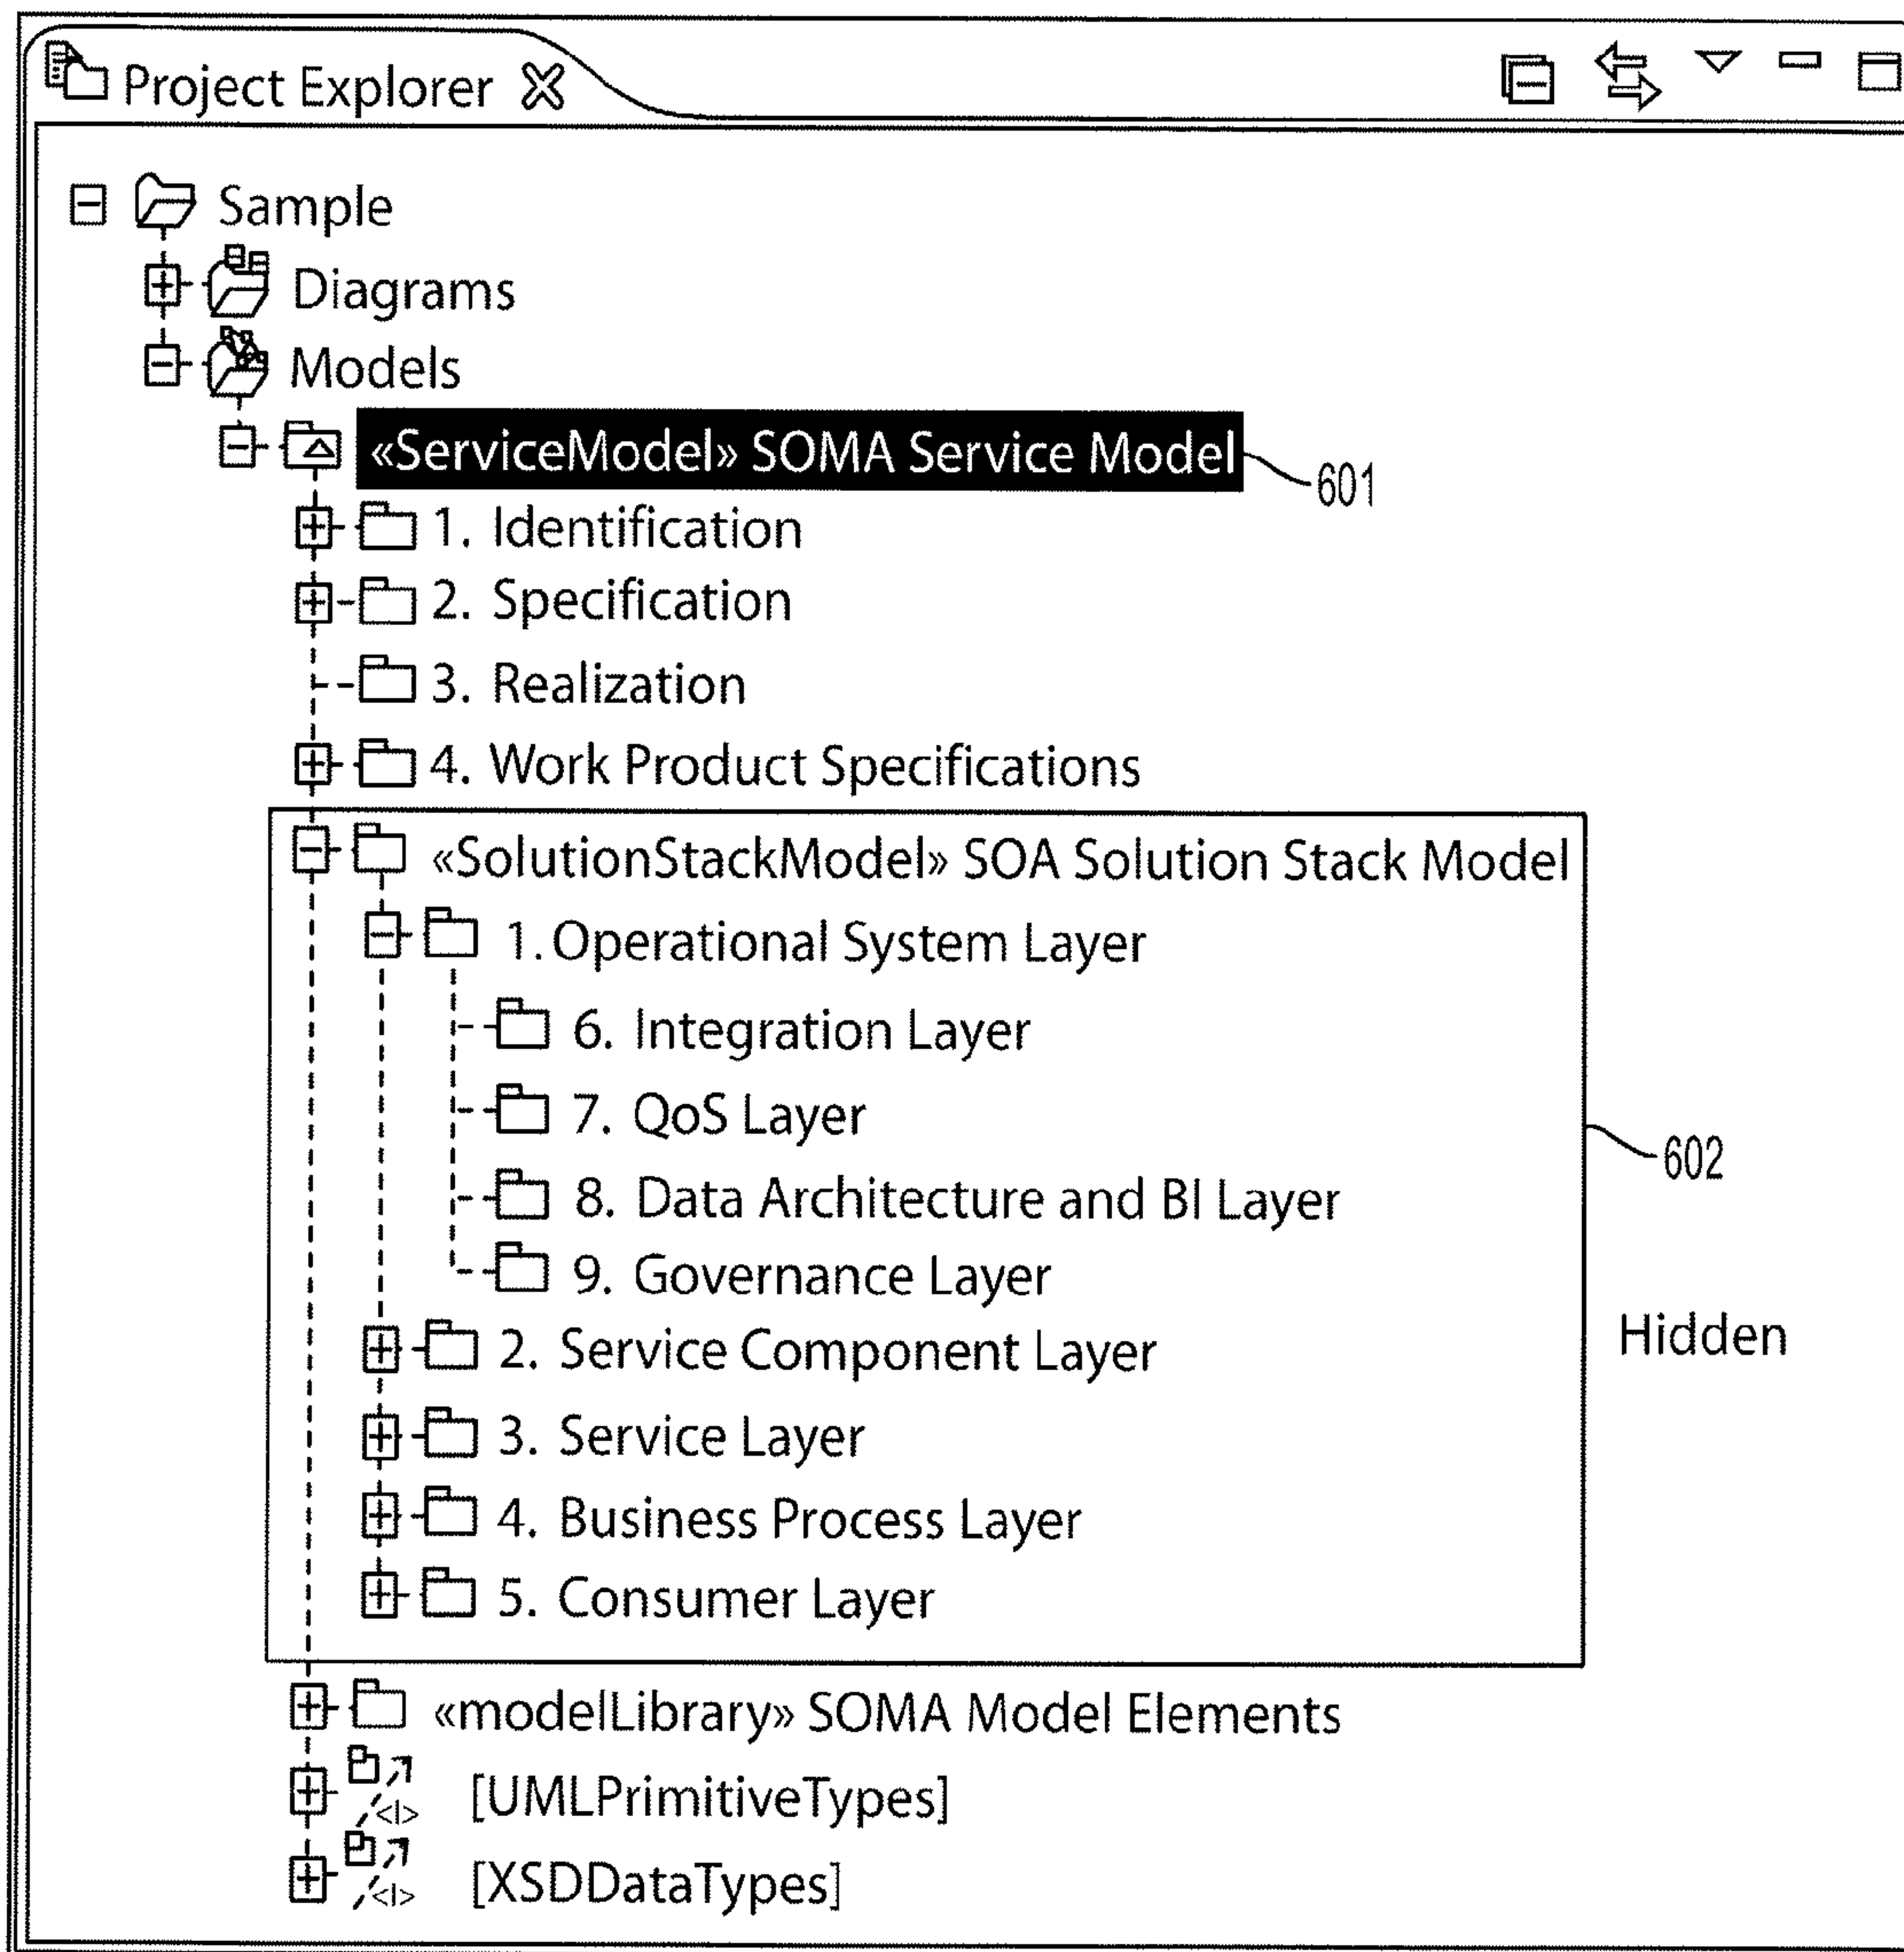 Project Explorer
Sample
Diagrams
Models
«ServiceModel» SOMA Service Model
601
1. Identification
2. Specification
3. Realization
4. Work Product Specifications
«SolutionStackModel» SOA Solution Stack Model
1. Operational System Layer
6. Integration Layer
7. QoS Layer
602
8. Data Architecture and BI Layer
9. Governance Layer
Hidden
2. Service Component Layer
3. Service Layer
4. Business Process Layer
5. Consumer Layer
«modelLibrary» SOMA Model Elements
<I> [UMLPrimitiveTypes]
<I> [XSDDataTypes]